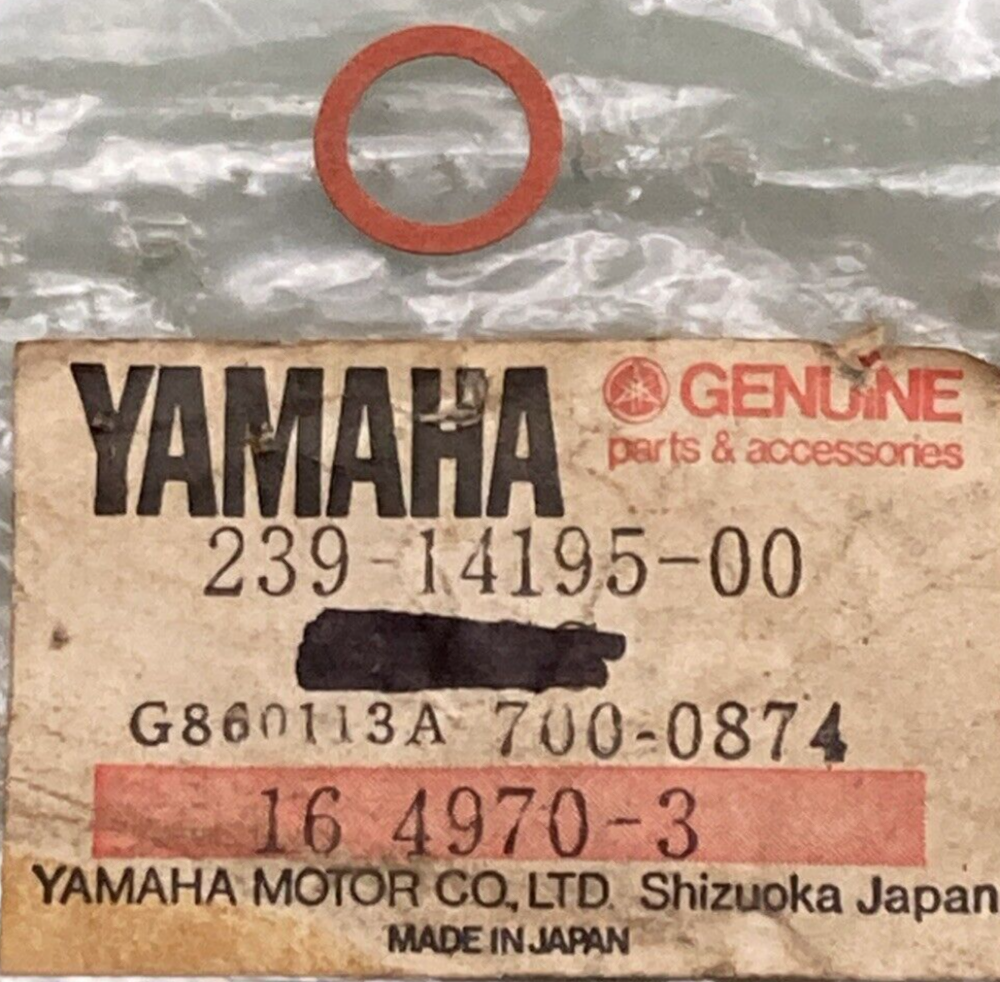 YAMAHA
GENUINE
parts & accessories
239-14195-00
G860113A 700-0874
16 4970-3
YAMAHA MOTOR CO., LTD. Shizuoka Japan
MADE IN JAPAN